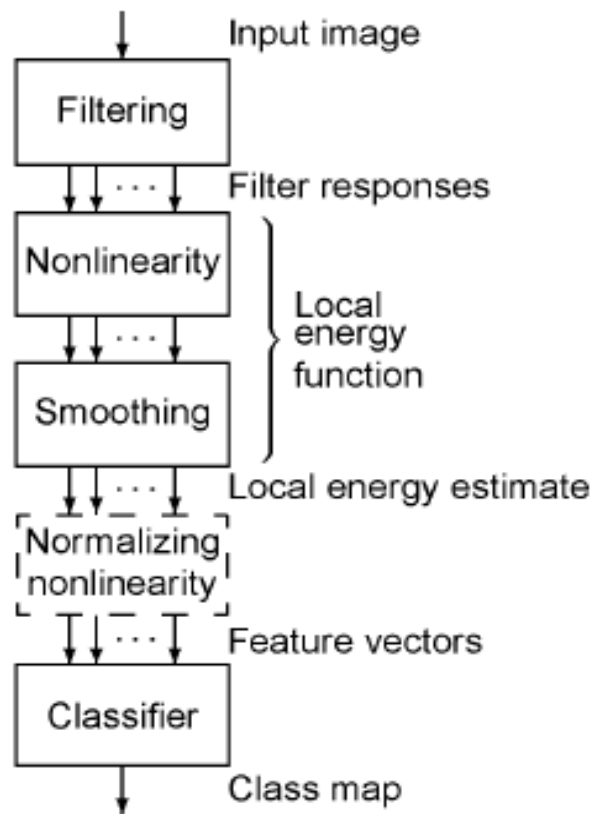 Input image
Filtering
. . .
Filter responses
Nonlinearity
Local
energy
function
. . .
Smoothing
. . .
Local energy estimate
Normalizing
nonlinearity
. . .
Feature vectors
Classifier
Class map